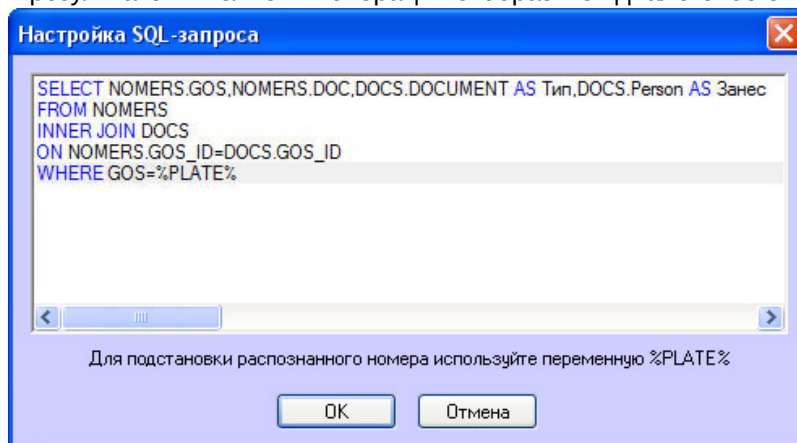 Настройка SQL-запроса
SELECT NOMERS.GOS,NOMERS.DOC,DOCS.DOCUMENT AS Тип,DOCS.Person AS Занес
FROM NOMERS
INNER JOIN DOCS
ON NOMERS.GOS_ID=DOCS.GOS_ID
WHERE GOS=%PLATE%
Для подстановки распознанного номера используйте переменную %PLATE%
OK Отмена